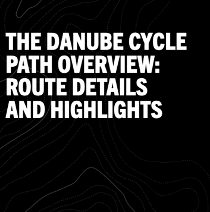 THE DANUBE CYCLE
PATH OVERVIEW:
ROUTE DETAILS
AND HIGHLIGHTS